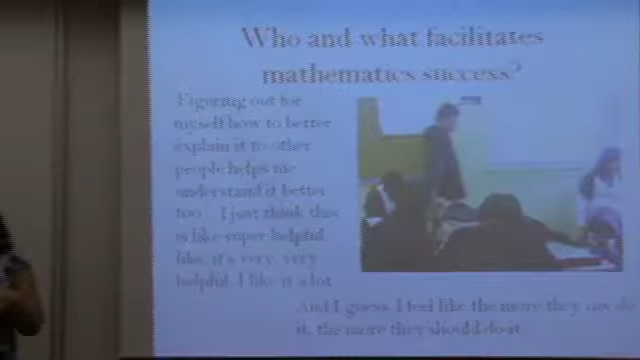 Who and what facilitates
mathematics success?
Figuring out for
myself how to better
explain it to other
people helps me
understand it better
too... I just think this
is like super helpful,
like, it's very, very
helpful. I like it a lot
And I guess, I feel like the more they can do
it, the more they should do it